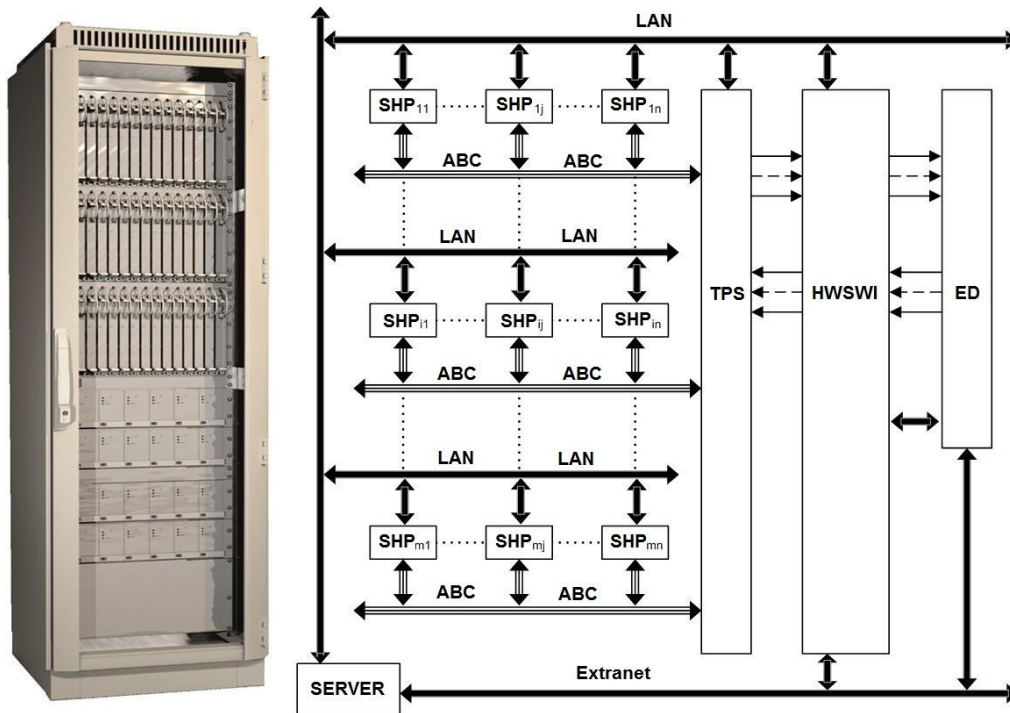 LAN
SHP11 SHP1j SHP1n
ABC ABC
LAN LAN
SHPi1 SHPij SHPin
TPS HWSWI ED
ABC ABC
LAN LAN
SHPm1 SHPmj SHPmn
ABC ABC
Extranet
SERVER